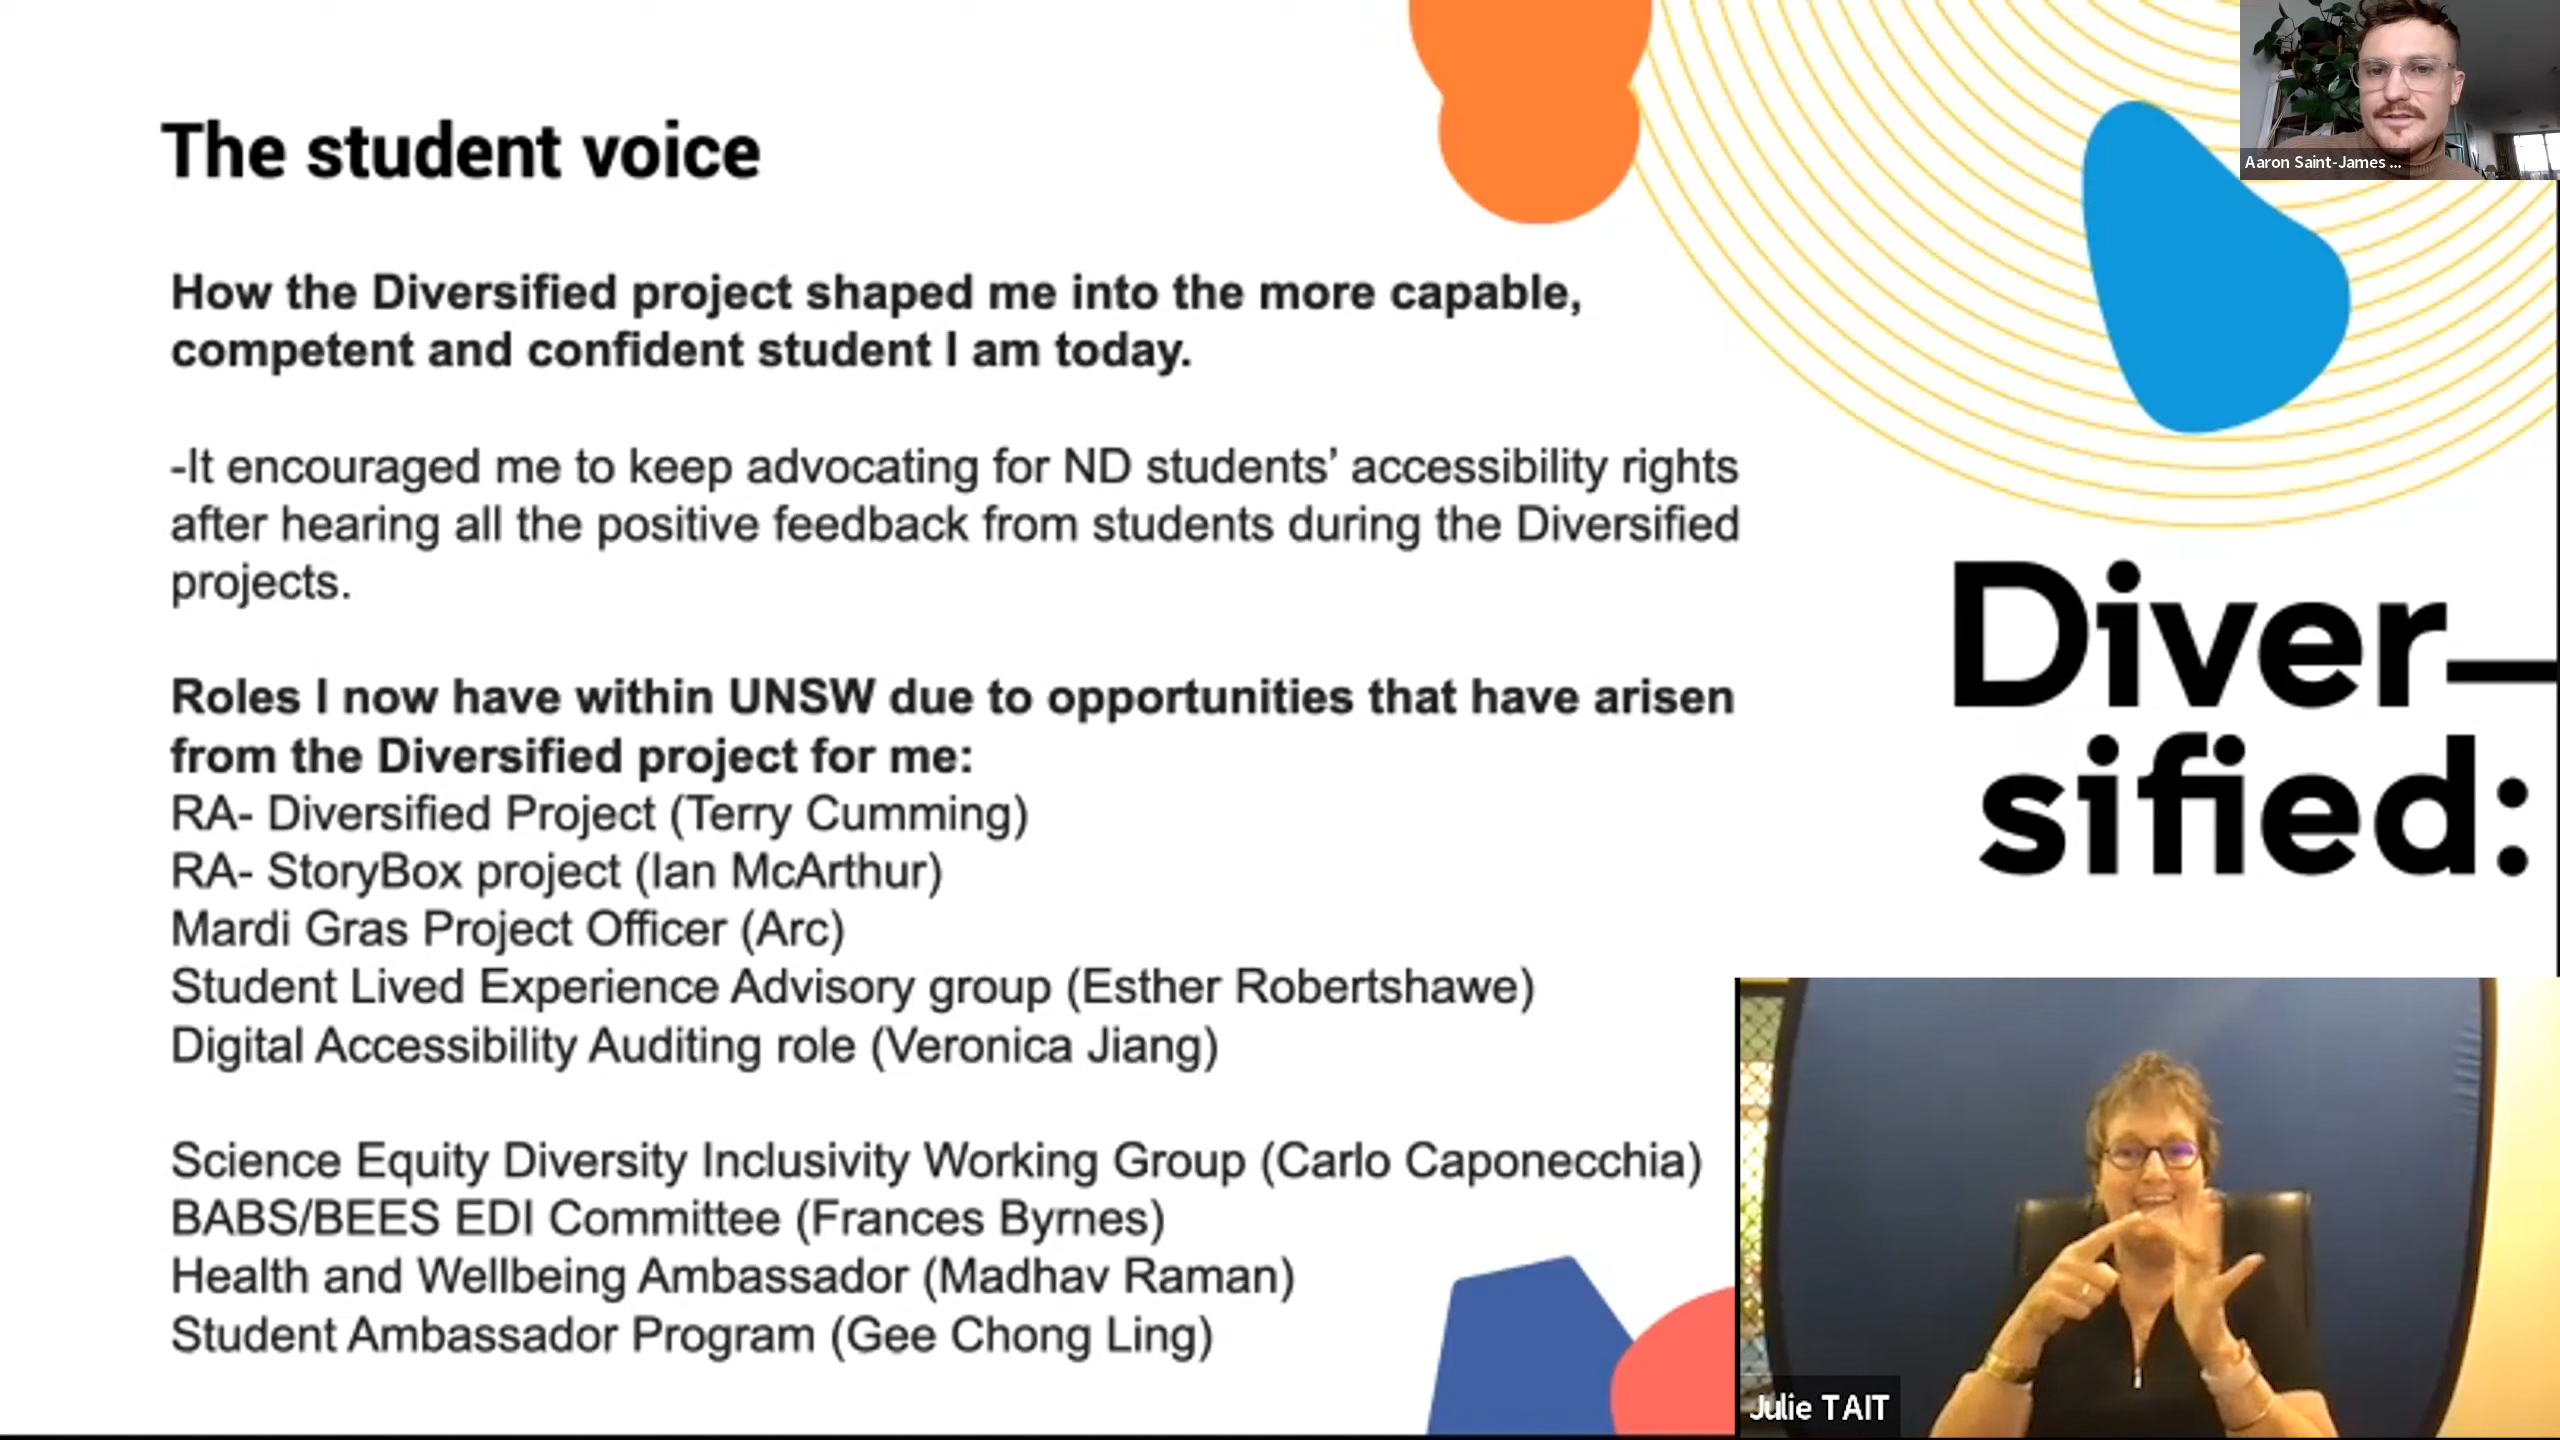 The student voice
How the Diversified project shaped me into the more capable,
competent and confident student I am today.
-It encouraged me to keep advocating for ND students’ accessibility rights
after hearing all the positive feedback from students during the Diversified
projects.
Roles I now have within UNSW due to opportunities that have arisen
from the Diversified project for me:
RA- Diversified Project (Terry Cumming)
RA- StoryBox project (Ian McArthur)
Mardi Gras Project Officer (Arc)
Student Lived Experience Advisory group (Esther Robertshawe)
Digital Accessibility Auditing role (Veronica Jiang)
Science Equity Diversity Inclusivity Working Group (Carlo Caponecchia)
BABS/BEES EDI Committee (Frances Byrnes)
Health and Wellbeing Ambassador (Madhav Raman)
Student Ambassador Program (Gee Chong Ling)
Diver—
sified:
Aaron Saint-James ...
Julie TAIT